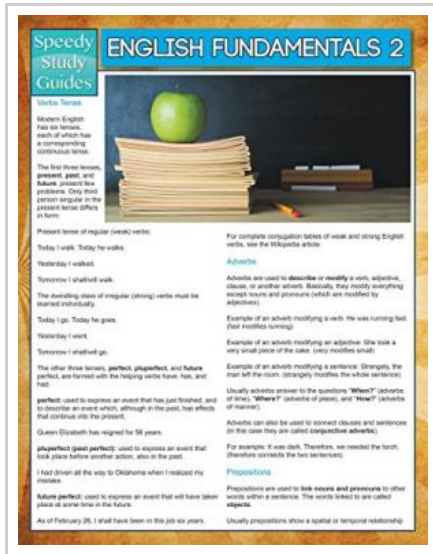 Speedy
Study
Guides
ENGLISH FUNDAMENTALS 2
Verbs Tense
Modern English
has six tenses,
each of which has
a corresponding
continuous tense.
The first three tenses,
present, past, and
future, present few
problems. Only third
person singular in the
present tense differs
in form:
Present tense of regular (weak) verbs:
Today I walk. Today he walks.
Yesterday I walked.
Tomorrow I shall/will walk.
The dwindling class of irregular (strong) verbs must be
learned individually.
Today I go. Today he goes.
Yesterday I went.
Tomorrow I shall/will go.
The other three tenses, perfect, pluperfect, and future
perfect, are formed with the helping verbs have, has, and
had.
perfect: used to express an event that has just finished, and
to describe an event which, although in the past, has effects
that continue into the present.
Queen Elizabeth has reigned for 56 years.
pluperfect (past perfect): used to express an event that
took place before another action, also in the past.
I had driven all the way to Oklahoma when I realized my
mistake.
future perfect: used to express an event that will have taken
place at some time in the future.
As of February 26, I shall have been in this job six years.
For complete conjugation tables of weak and strong English
verbs, see the Wikipedia article.
Adverbs
Adverbs are used to describe or modify a verb, adjective,
clause, or another adverb. Basically, they modify everything
except nouns and pronouns (which are modified by
adjectives).
Example of an adverb modifying a verb: He was running fast.
(fast modifies running)
Example of an adverb modifying an adjective: She took a
very small piece of the cake. (very modifies small)
Example of an adverb modifying a sentence: Strangely, the
man left the room. (strangely modifies the whole sentence)
Usually adverbs answer to the questions "When?" (adverbs
of time), "Where?" (adverbs of place), and "How?" (adverbs
of manner).
Adverbs can also be used to connect clauses and sentences
(in this case they are called conjunctive adverbs).
For example: It was dark. Therefore, we needed the torch.
(therefore connects the two sentences).
Prepositions
Prepositions are used to link nouns and pronouns to other
words within a sentence. The words linked to are called
objects.
Usually prepositions show a spatial or temporal relationship